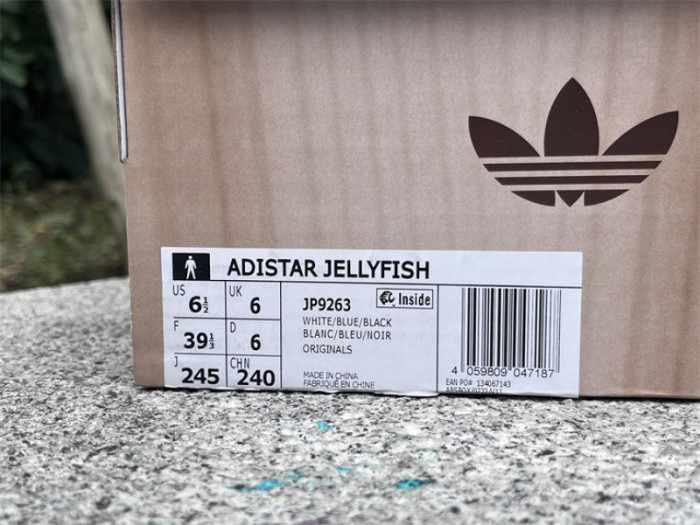 ADISTAR JELLYFISH
US 6½ UK 6
F 39⅓ D 6
J 245 CHN 240
JP9263 Inside
WHITE/BLUE/BLACK
BLANC/BLEU/NOIR
ORIGINALS
MADE IN CHINA
FABRIQUÉ EN CHINE
4 059809 047187
EAN PO# 134067143